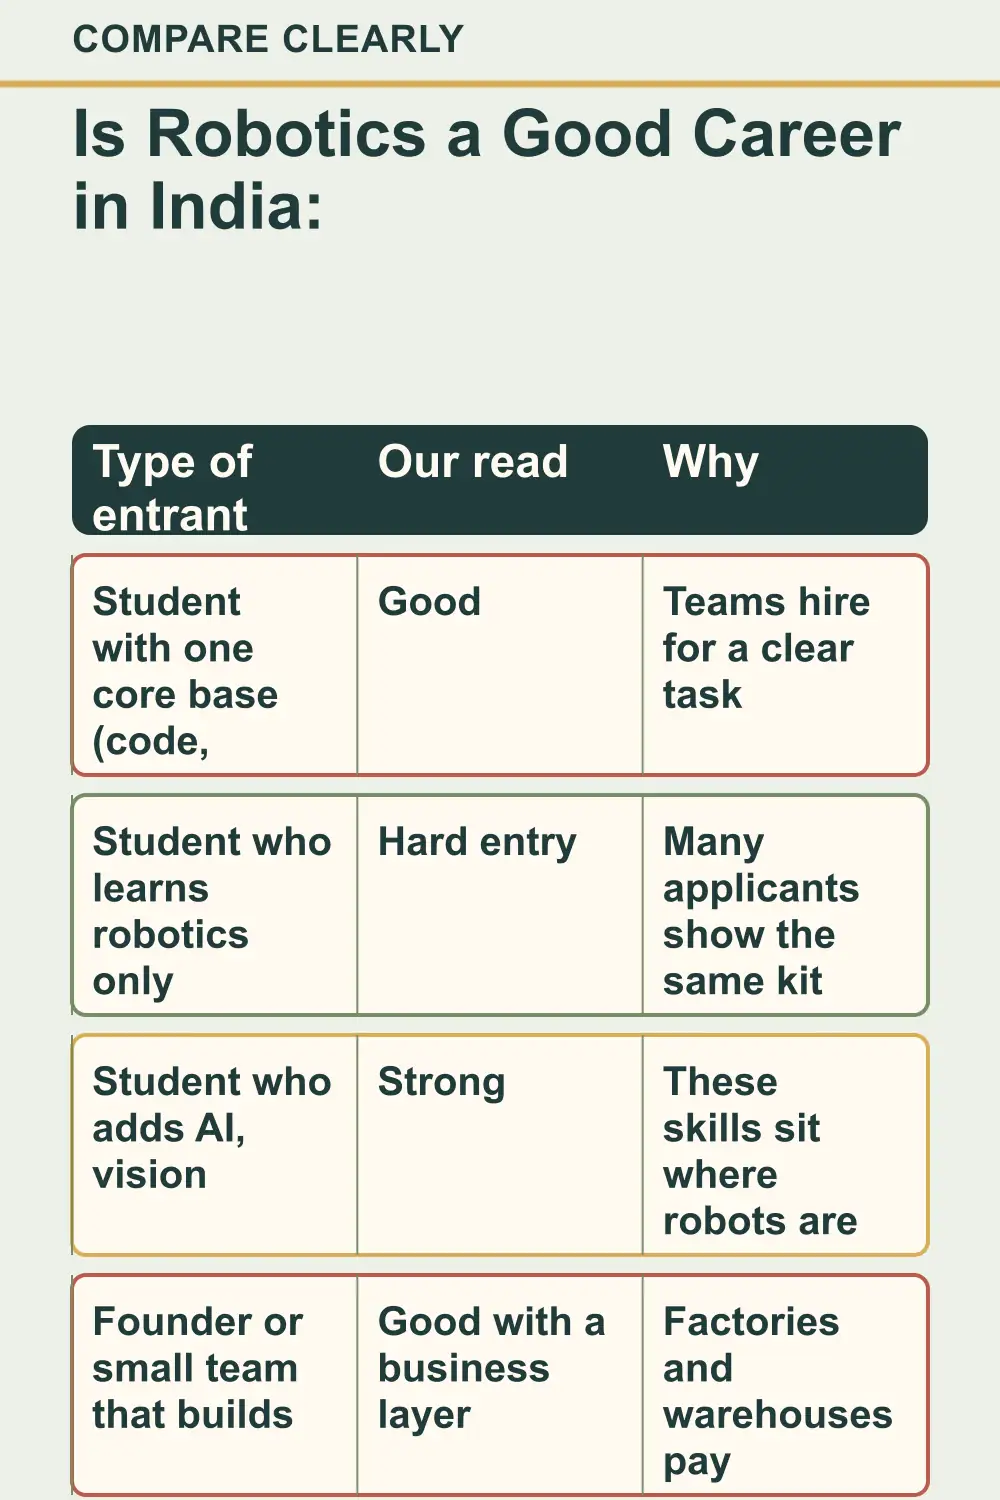 COMPARE CLEARLY
Is Robotics a Good Career
in India:
Type of
entrant
Our read
Why
Student
with one
core base
(code,
Good
Teams hire
for a clear
task
Student who
learns
robotics
only
Hard entry
Many
applicants
show the
same kit
Student who
adds AI,
vision
Strong
These
skills sit
where
robots are
Founder or
small team
that builds
Good with a
business
layer
Factories
and
warehouses
pay